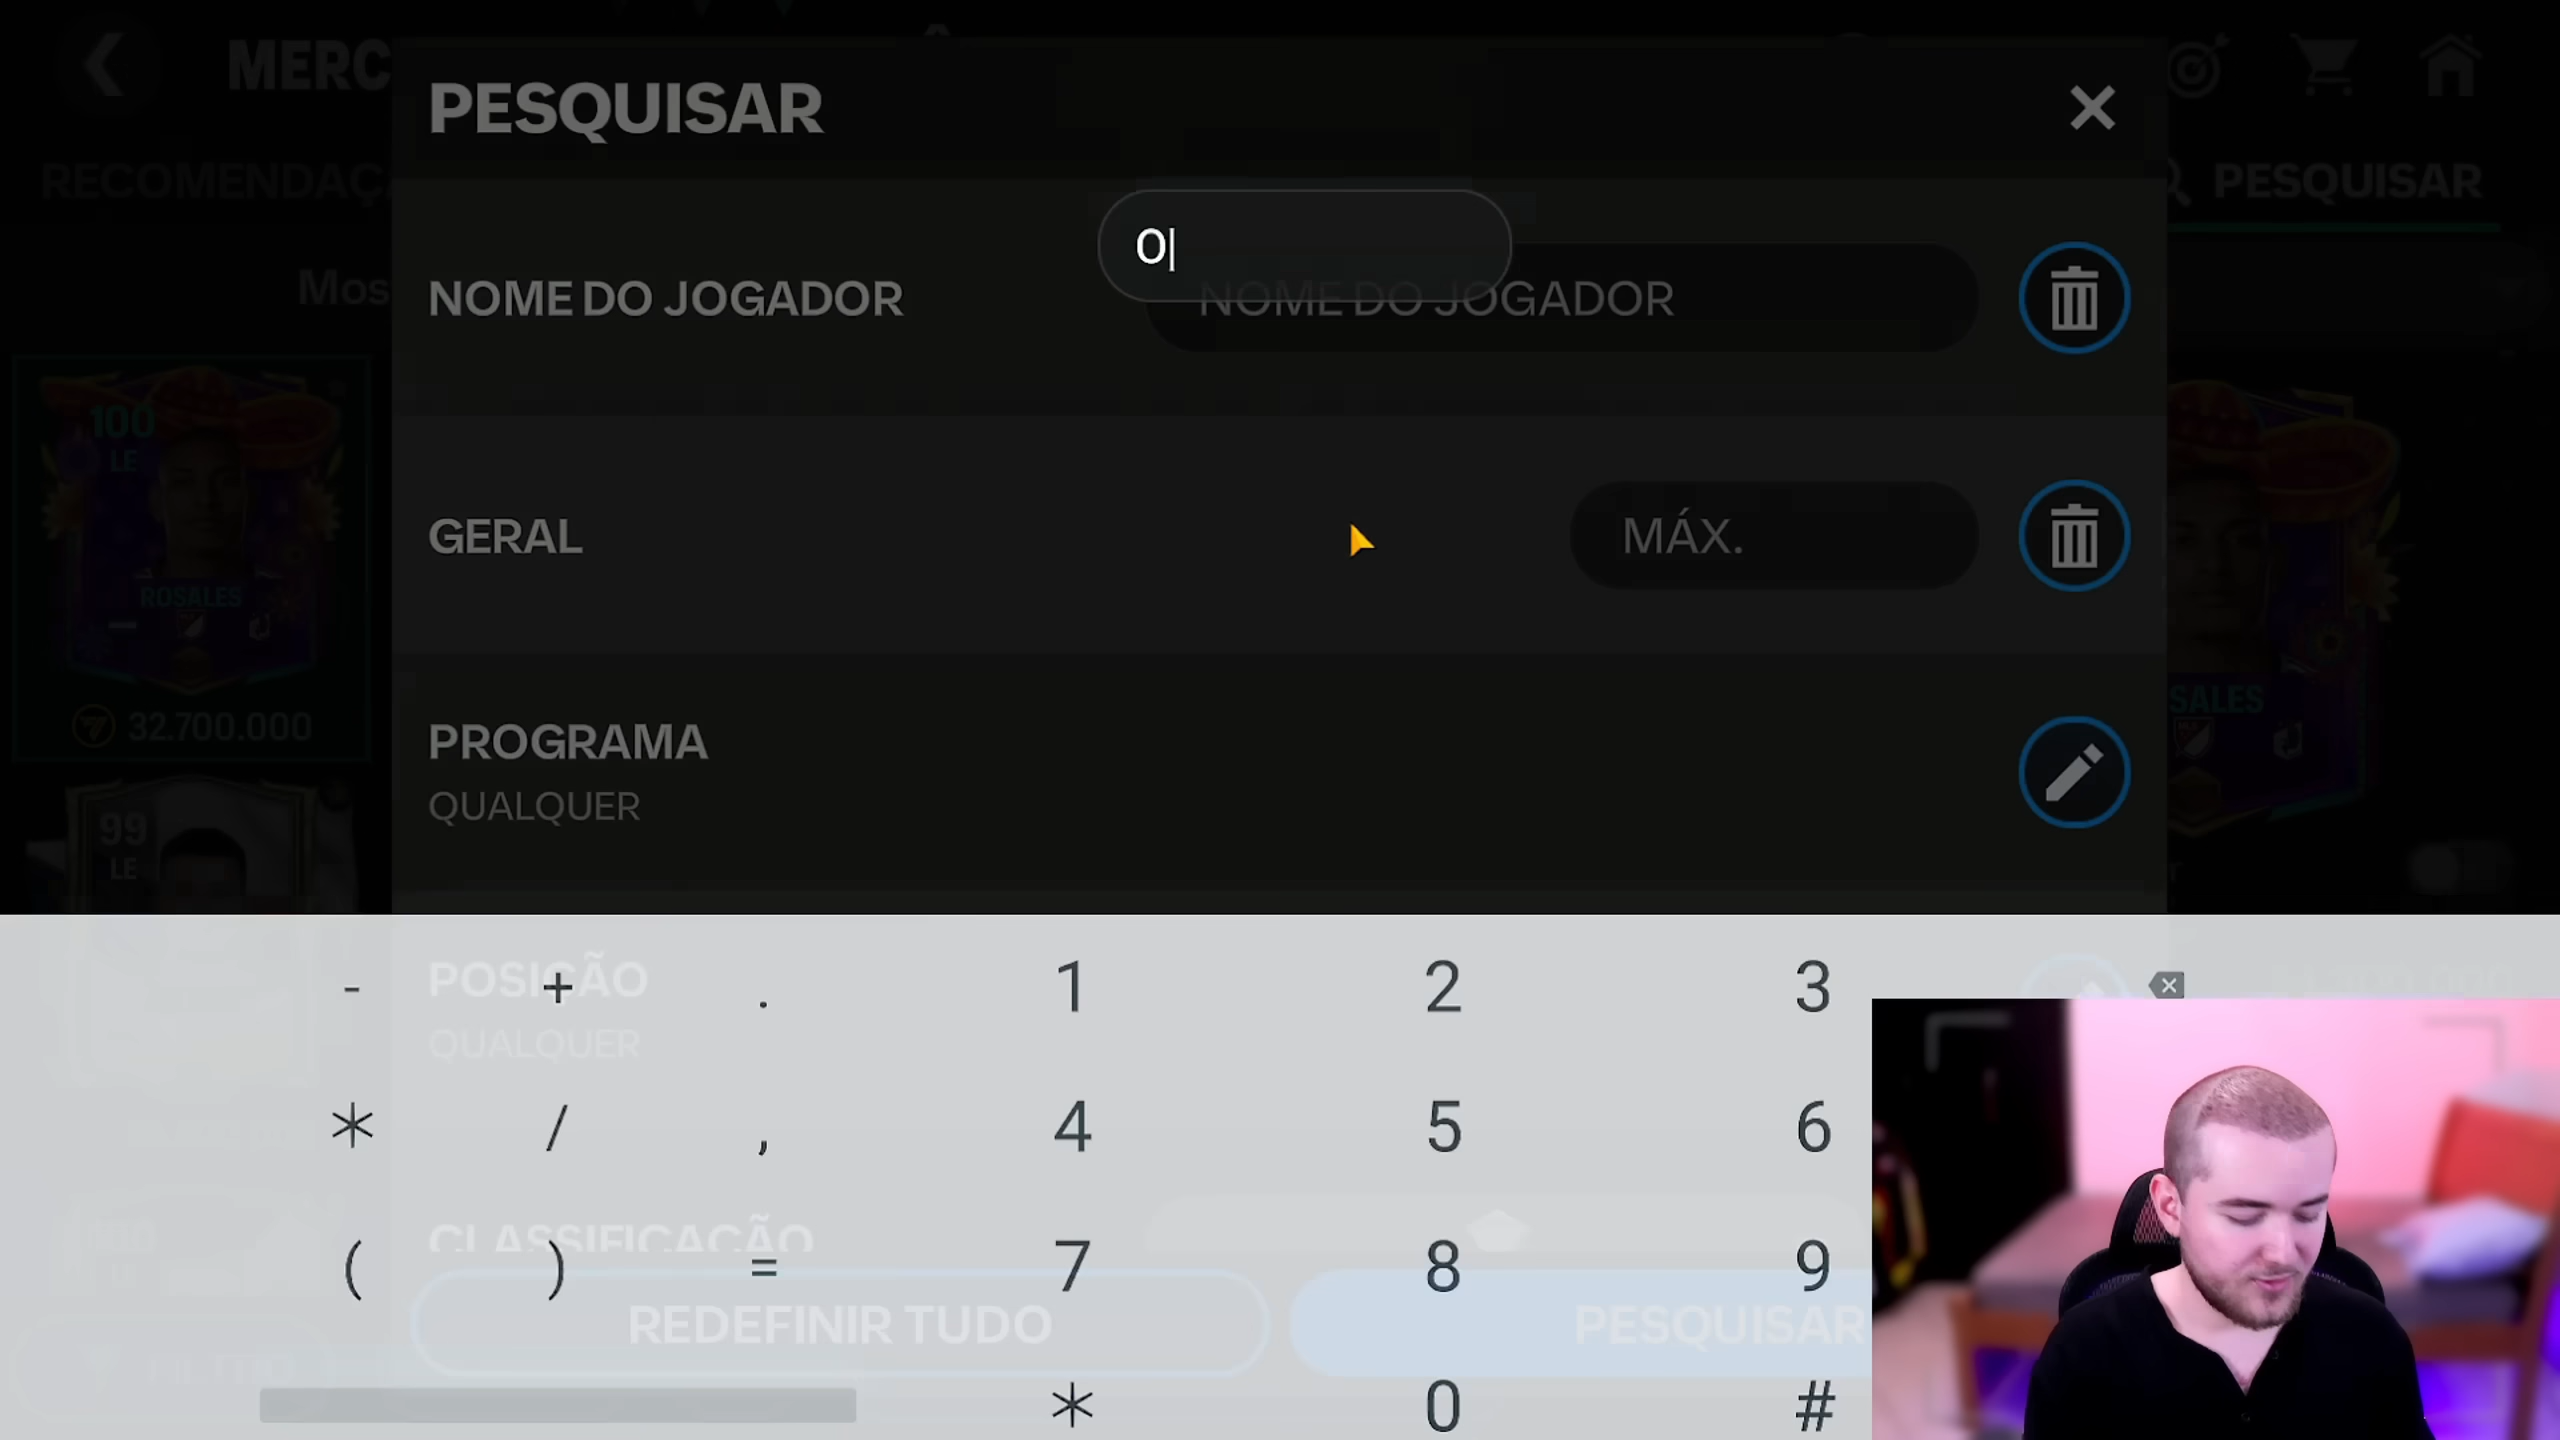 MERC
PESQUISAR
RECOMENDAÇ
PESQUISAR
0
Mos
NOME DO JOGADOR
NOME DO JOGADOR
100
LE
GERAL
MÁX.
ROSALES
SALES
32.700.000
PROGRAMA
QUALQUER
99
LE
- + . 1 2 3
POSIÇÃO
QUALQUER
* / , 4 5 6
CLASSIFICAÇÃO
( ) = 7 8 9
REDEFINIR TUDO
PESQUISAR
* 0 #